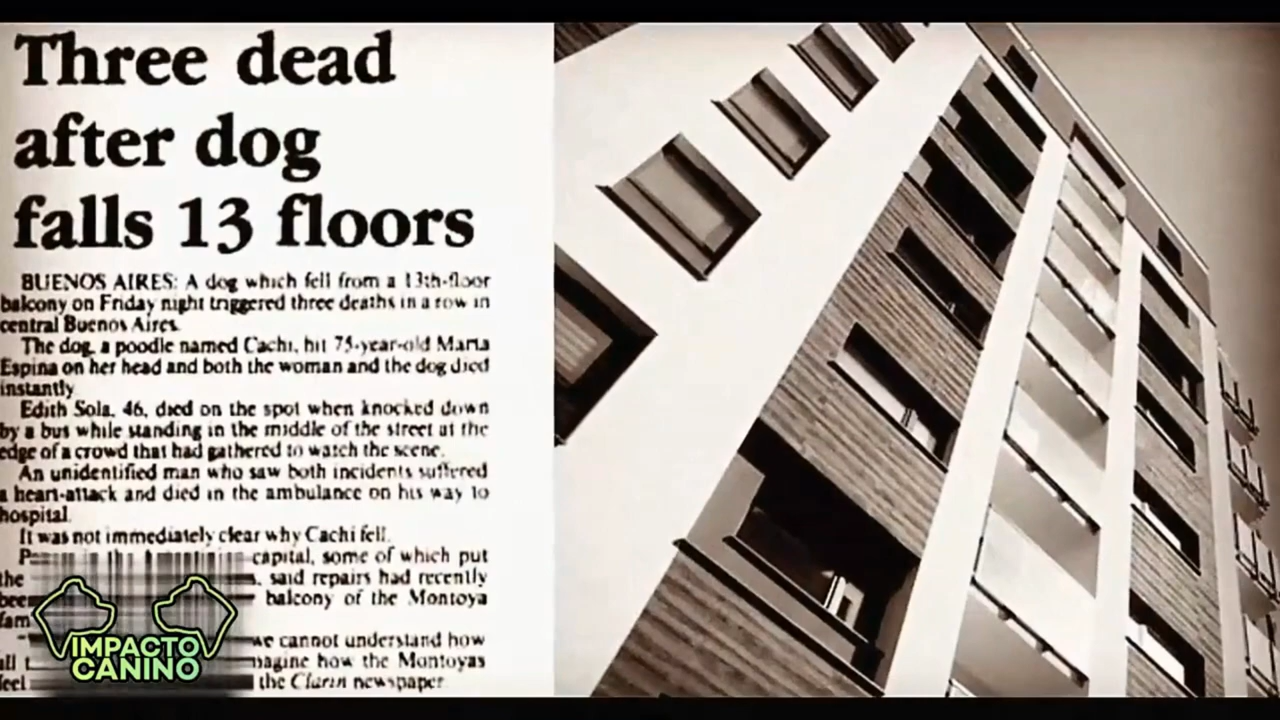 Three dead
after dog
falls 13 floors
BUENOS AIRES: A dog which fell from a 13th-floor
balcony on Friday night triggered three deaths in a row in
central Buenos Aires.
The dog, a poodle named Cachi, hit 75-year-old Marta
Espina on her head and both the woman and the dog died
instantly
Edith Sola, 46, died on the spot when knocked down
by a bus while standing in the middle of the street at the
edge of a crowd that had gathered to watch the scene.
An unidentified man who saw both incidents suffered
a heart-attack and died in the ambulance on his way to
hospital
It was not immediately clear why Cachi fell.
capital, some of which put
the said repairs had recently
balcony of the Montoya
we cannot understand how
how the Montoyas
the Clarin newspaper
IMPACTO
CANINO